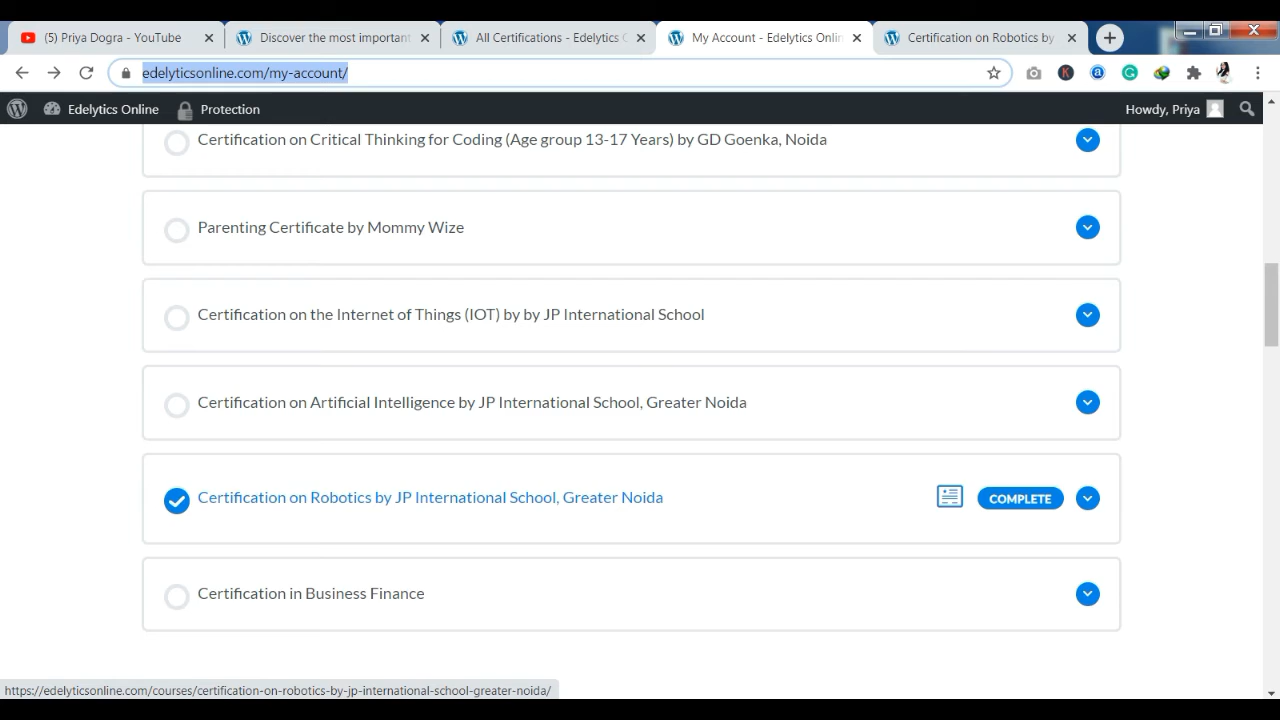 (5) Priya Dogra - YouTube
Discover the most important
All Certifications - Edelytics C
My Account - Edelytics Onlin
Certification on Robotics by
edelyticsonline.com/my-account/
Edelytics Online
Protection
Howdy, Priya
Certification on Critical Thinking for Coding (Age group 13-17 Years) by GD Goenka, Noida
Parenting Certificate by Mommy Wize
Certification on the Internet of Things (IOT) by by JP International School
Certification on Artificial Intelligence by JP International School, Greater Noida
Certification on Robotics by JP International School, Greater Noida
COMPLETE
Certification in Business Finance
https://edelyticsonline.com/courses/certification-on-robotics-by-jp-international-school-greater-noida/